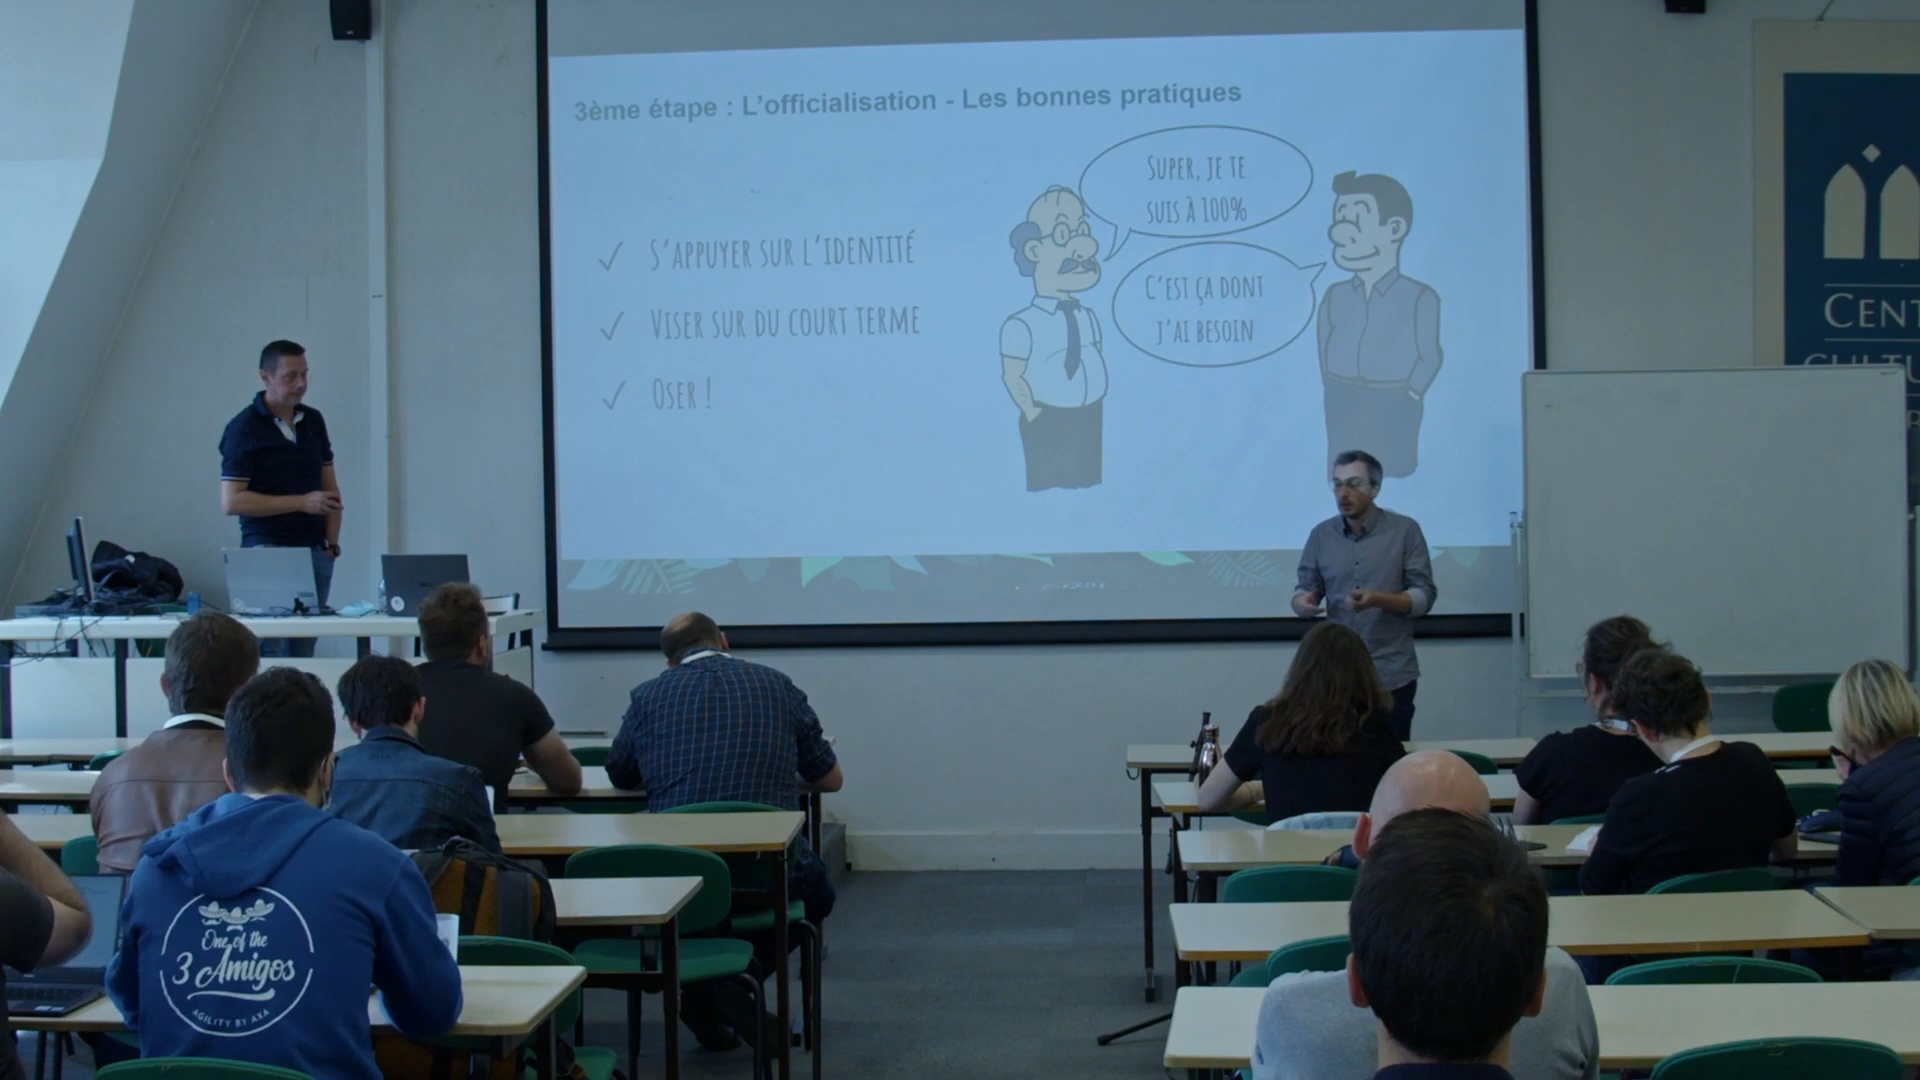 3ème étape : L'officialisation - Les bonnes pratiques
SUPER, JE TE
SUIS À 100%
C'EST ÇA DONT
J'AI BESOIN
✓ S'APPUYER SUR L'IDENTITÉ
✓ VISER SUR DU COURT TERME
✓ OSER !
CENT
CULTU
One of the
3 Amigos
AGILITY BY AXA